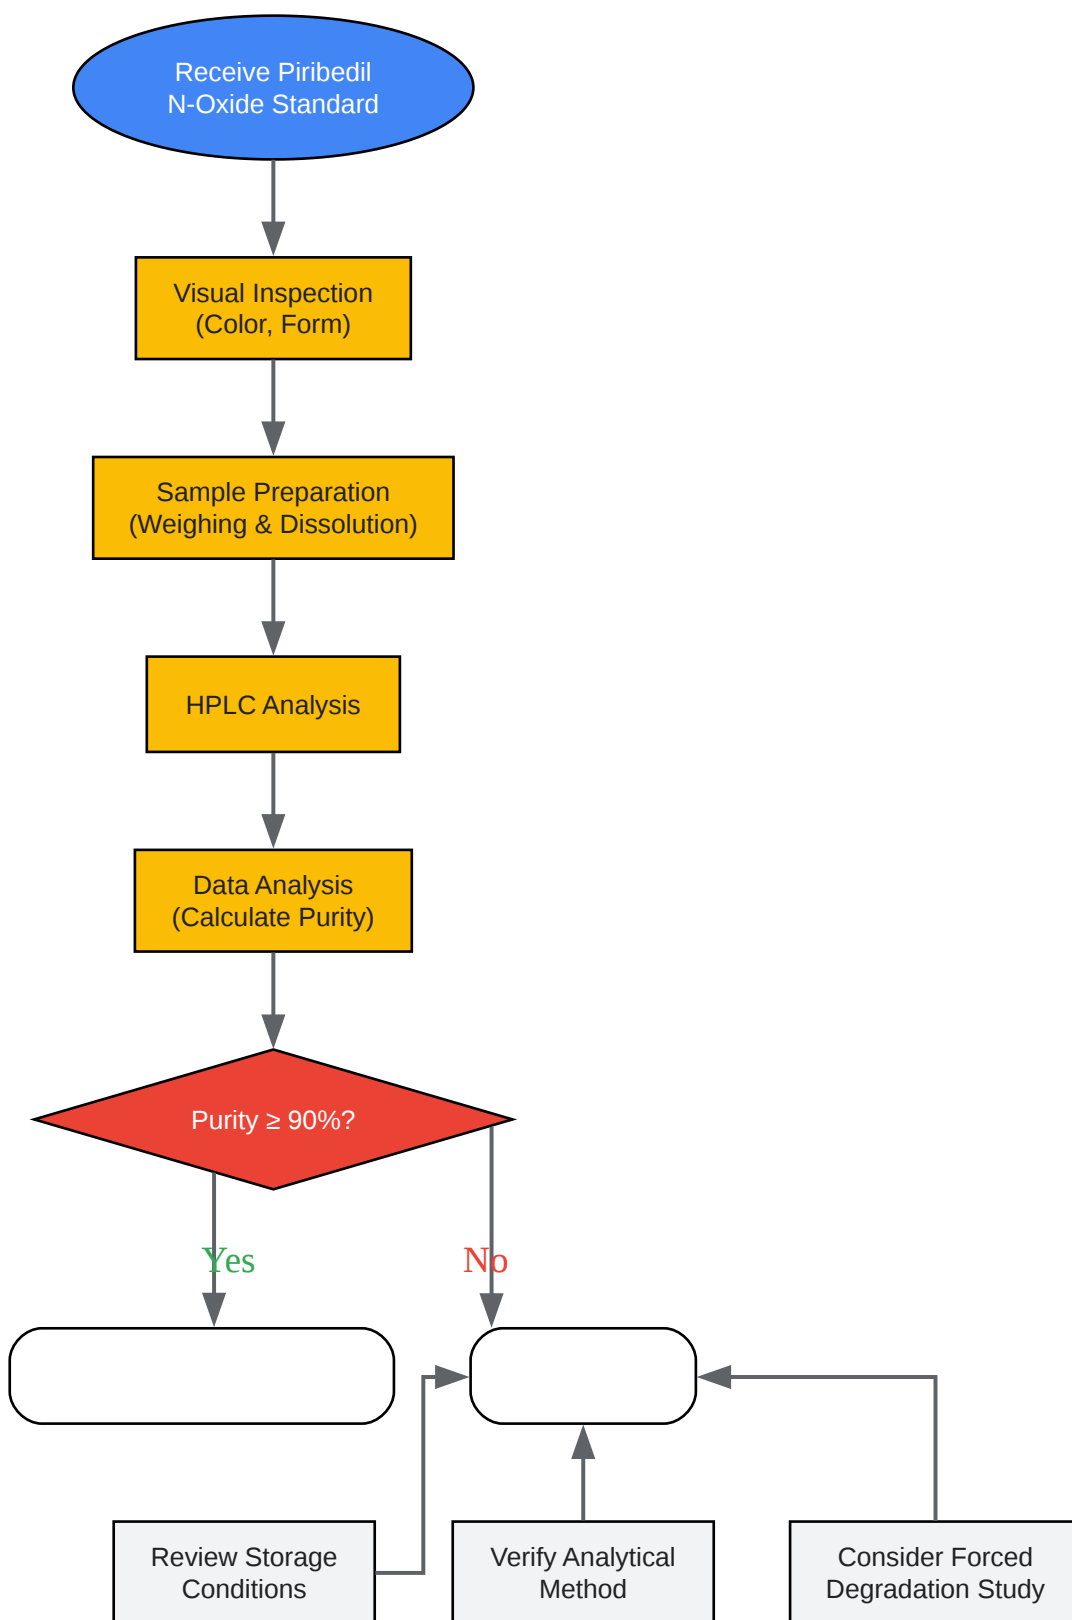 Receive Piribedil
N-Oxide Standard
Visual Inspection
(Color, Form)
Sample Preparation
(Weighing & Dissolution)
HPLC Analysis
Data Analysis
(Calculate Purity)
Purity ≥ 90%?
Yes
No
Review Storage
Conditions
Verify Analytical
Method
Consider Forced
Degradation Study